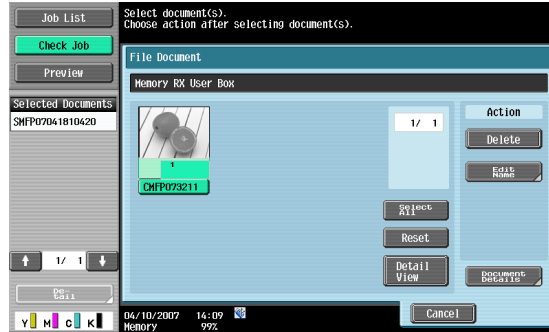 Job List
Check Job
Preview
Selected Documents
SMFP07041810420
1/ 1
De-
tail
Y M C K
Select document(s).
Choose action after selecting document(s).
File Document
Memory RX User Box
1
CMFP073211
1/ 1
Select
All
Reset
Detail
View
Action
Delete
Edit
Name
Document
Details
04/10/2007 14:09
Memory 99%
Cancel